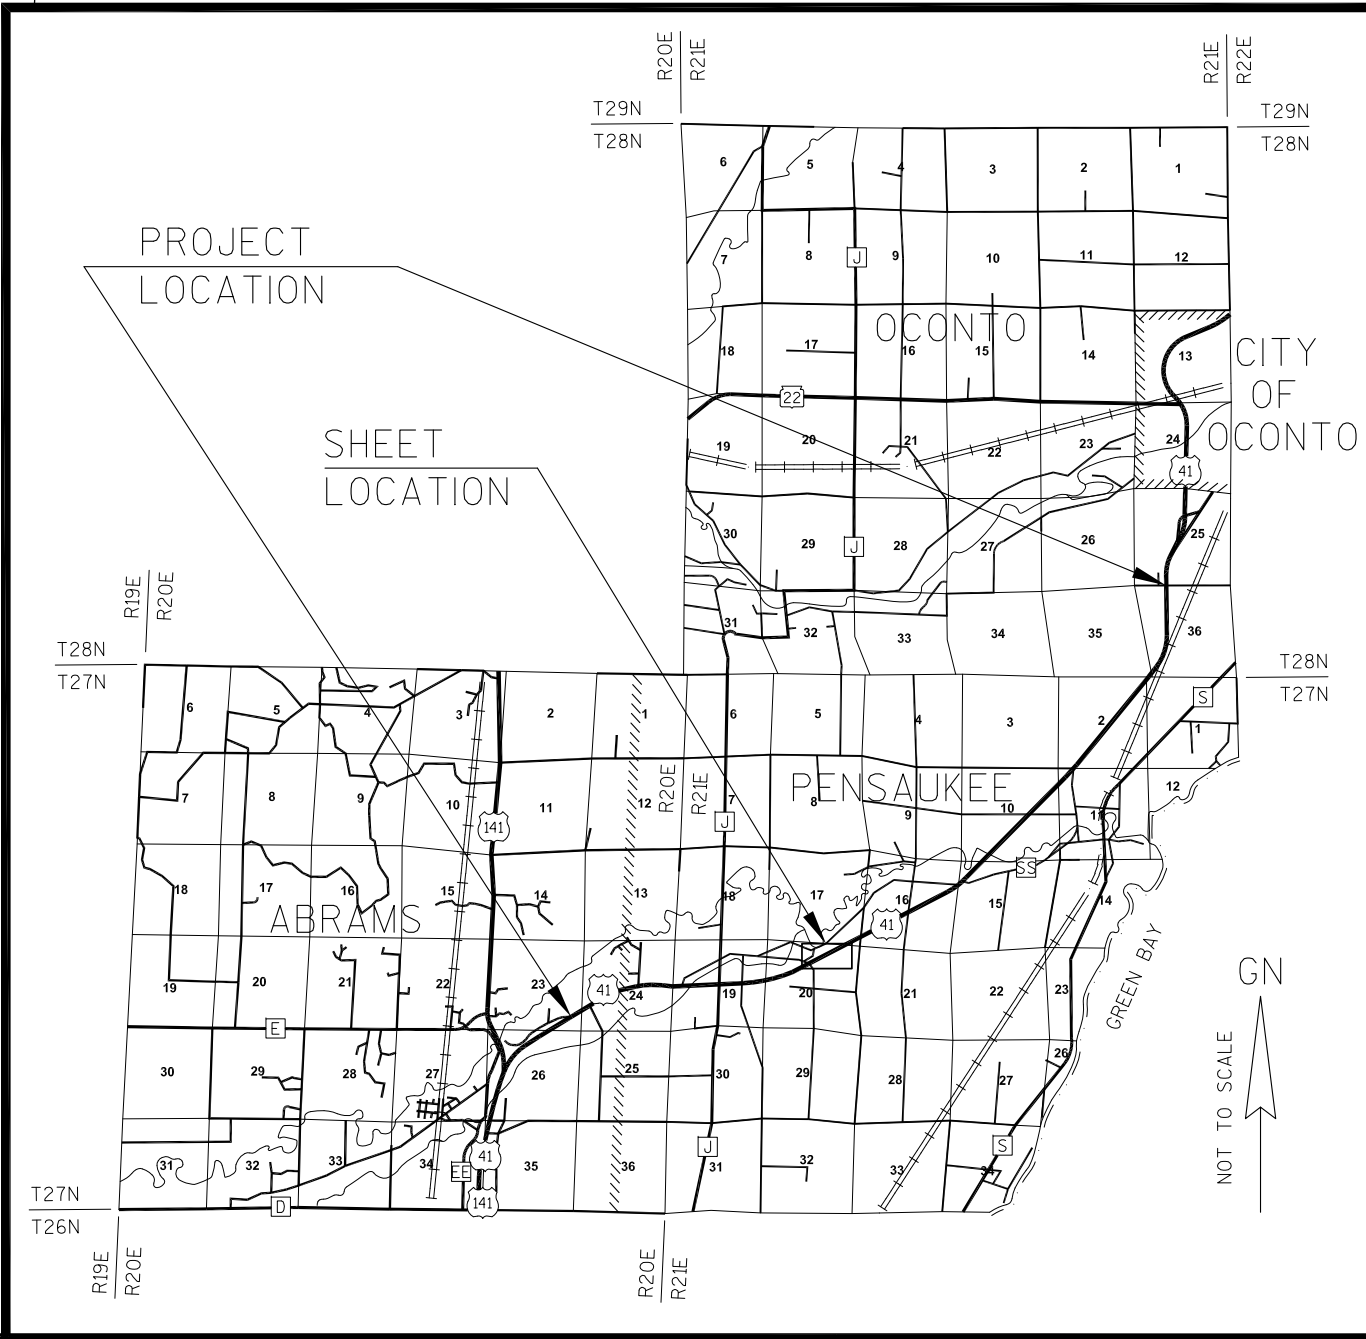 R20E
R21E
R21E
R22E
T29N
T28N
T29N
T28N
6 5 4 3 2 1
PROJECT
LOCATION
7 8 J 9 10 11 12
OCONTO
18 17 16 15 14 13
CITY
OF
OCONTO
22
SHEET
LOCATION
19 20 21 22 23 24
41
30 29 J 28 27 26 25
R19E
R20E
31 32 33 34 35 36
T28N
T27N
T28N
T27N
6 5 4 3 2 1 6 5 4 3 2 1
S
PENSAUKEE
R20E
R21E
7 8 9 10 11 12 7 8 9 10 11 12
141
J
SS
18 17 16 15 14 13 18 17 16 15 14
ABRAMS
41
GREEN BAY
GN
19 20 21 22 23 24 19 20 21 22 23
41
E
NOT TO SCALE
30 29 28 27 26 25 30 29 28 27 26
31 32 33 34 35 36 31 32 33 34
41
EE
J
S
141
D
T27N
T26N
R19E
R20E
R20E
R21E